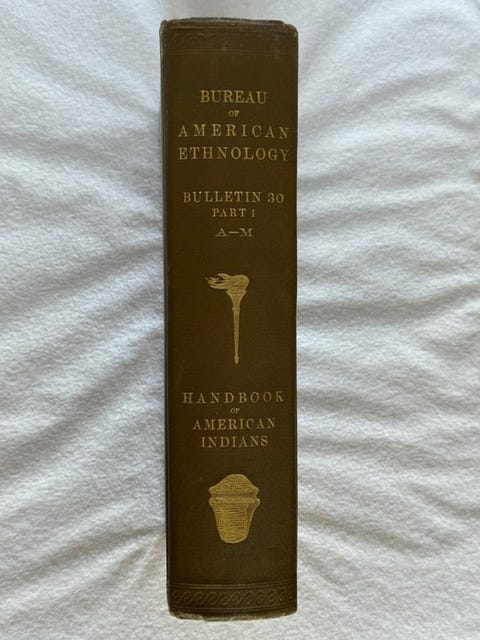 BUREAU
OF
AMERICAN
ETHNOLOGY
BULLETIN 30
PART 1
A—M
HANDBOOK
OF
AMERICAN
INDIANS